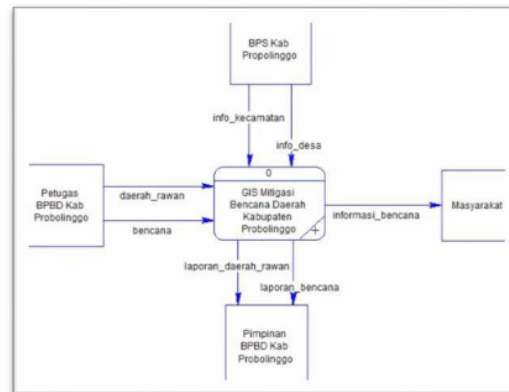 BPS Kab
Propolinggo
info_kecamatan
info_desa
Petugas
BPBD Kab
Probolinggo
daerah_rawan
bencana
0
GIS Mitigasi
Bencana Daerah
Kabupaten
Probolinggo
+
informasi_bencana
Masyarakat
laporan_daerah_rawan
laporan_bencana
Pimpinan
BPBD Kab
Probolinggo